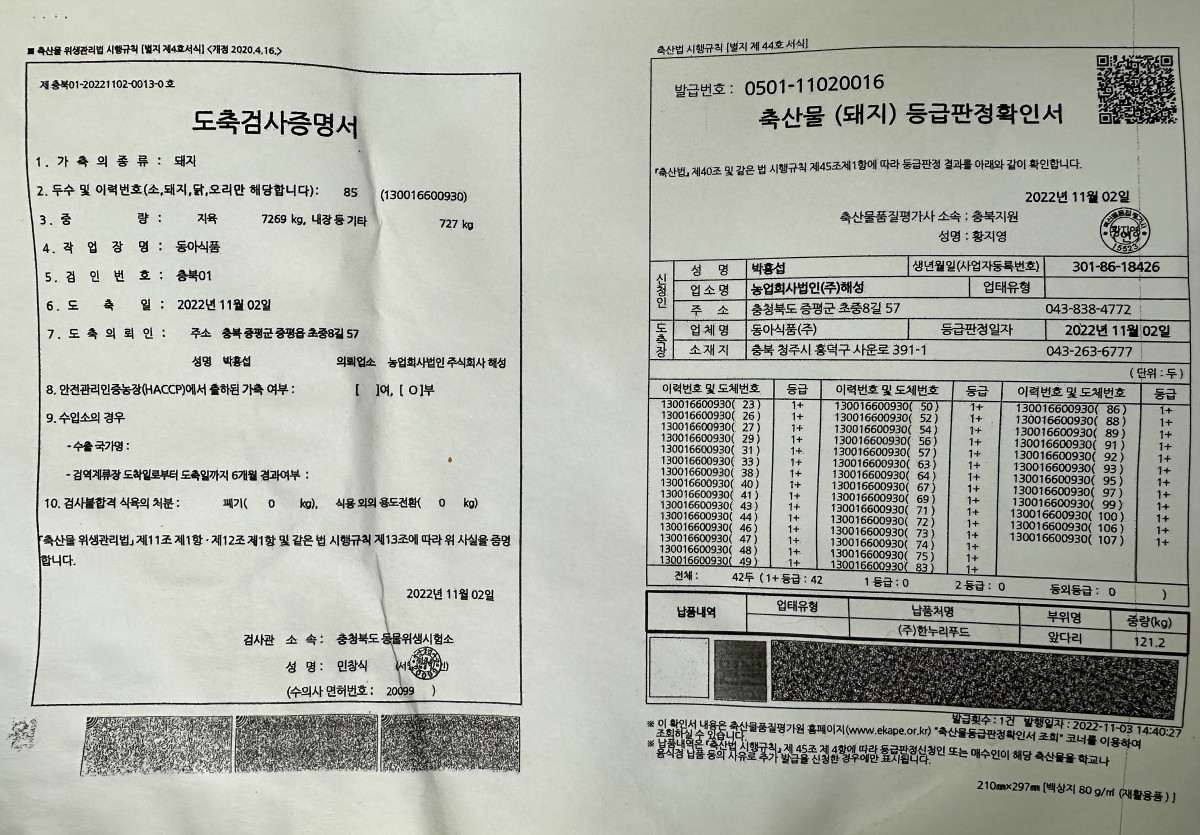 ■ 축산물 위생관리법 시행규칙 [별지 제4호서식] <개정 2020.4.16.>
제 충북01-20221102-0013-0 호
도축검사증명서
1. 가 축 의 종 류 : 돼지
2. 두수 및 이력번호(소,돼지,닭,오리만 해당합니다): 85 (130016600930)
3. 중 량 : 지육 7269 kg, 내장 등 기타 727 kg
4. 작 업 장 명 : 동아식품
5. 검 인 번 호 : 충북01
6. 도 축 일 : 2022년 11월 02일
7. 도 축 의 뢰 인 : 주소 충북 증평군 증평읍 초중8길 57
성명 박흥섭 의뢰업소 농업회사법인 주식회사 해성
8. 안전관리인증농장(HACCP)에서 출하된 가축 여부 : [ ]여, [ O ]부
9. 수입소의 경우
- 수출 국가명 :
- 검역계류장 도착일로부터 도축일까지 6개월 경과여부 :
10. 검사불합격 식육의 처분 : 폐기( 0 kg), 식용 외의 용도전환( 0 kg)
「축산물 위생관리법」 제11조 제1항 · 제12조 제1항 및 같은 법 시행규칙 제13조에 따라 위 사실을 증명
합니다.
2022년 11월 02일
검사관 소 속 : 충청북도 동물위생시험소
성 명 : 민창식
(수의사 면허번호 : 20099 )
축산법 시행규칙 [별지 제 44호 서식]
발급번호 : 0501-11020016
축산물 (돼지) 등급판정확인서
「축산법」 제40조 및 같은 법 시행규칙 제45조제1항에 따라 등급판정 결과를 아래와 같이 확인합니다.
2022년 11월 02일
축산물품질평가사 소속 : 충북지원
성명 : 황지영
신청인 성 명 박흥섭 생년월일(사업자등록번호) 301-86-18426
업 소 명 농업회사법인(주)해성 업태유형
주 소 충청북도 증평군 초중8길 57 043-838-4772
도축장 업 체 명 동아식품(주) 등급판정일자 2022년 11월 02일
소 재 지 충북 청주시 흥덕구 사운로 391-1 043-263-6777
( 단위 : 두 )
이력번호 및 도체번호 등급 이력번호 및 도체번호 등급 이력번호 및 도체번호 등급
130016600930( 23 ) 1+ 130016600930( 50 ) 1+ 130016600930( 86 ) 1+
130016600930( 26 ) 1+ 130016600930( 52 ) 1+ 130016600930( 88 ) 1+
130016600930( 27 ) 1+ 130016600930( 54 ) 1+ 130016600930( 89 ) 1+
130016600930( 29 ) 1+ 130016600930( 56 ) 1+ 130016600930( 91 ) 1+
130016600930( 31 ) 1+ 130016600930( 57 ) 1+ 130016600930( 92 ) 1+
130016600930( 33 ) 1+ 130016600930( 63 ) 1+ 130016600930( 93 ) 1+
130016600930( 38 ) 1+ 130016600930( 64 ) 1+ 130016600930( 95 ) 1+
130016600930( 40 ) 1+ 130016600930( 67 ) 1+ 130016600930( 97 ) 1+
130016600930( 41 ) 1+ 130016600930( 69 ) 1+ 130016600930( 99 ) 1+
130016600930( 43 ) 1+ 130016600930( 71 ) 1+ 130016600930( 100 ) 1+
130016600930( 44 ) 1+ 130016600930( 72 ) 1+ 130016600930( 106 ) 1+
130016600930( 46 ) 1+ 130016600930( 73 ) 1+ 130016600930( 107 ) 1+
130016600930( 47 ) 1+ 130016600930( 74 ) 1+
130016600930( 48 ) 1+ 130016600930( 75 ) 1+
130016600930( 49 ) 1+ 130016600930( 83 ) 1+
전체 : 42두 ( 1+ 등급 : 42 1 등급 : 0 2 등급 : 0 등외등급 : 0 )
납품내역 업태유형 납품처명 부위명 중량(kg)
(주)한누리푸드 앞다리 121.2
발급횟수 : 1건 발행일자 : 2022-11-03 14:40:27
※ 이 확인서 내용은 축산물품질평가원 홈페이지(www.ekape.or.kr) "축산물등급판정확인서 조회" 코너를 이용하여
조회하실 수 있습니다.
※ 납품내역은 「축산법 시행규칙」 제 45조 제 4항에 따라 등급판정신청인 또는 매수인이 해당 축산물을 학교나
음식점 납품 등의 사유로 추가 발급을 신청한 경우에만 표시됩니다.
210㎜×297㎜ [백상지 80 g/㎡ (재활용품) ]